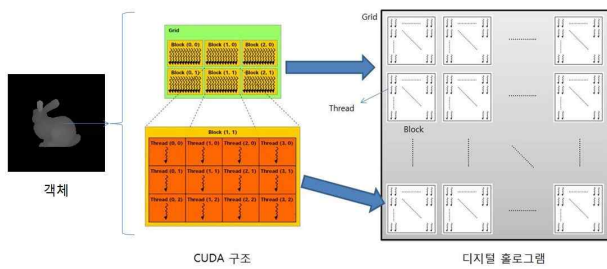 객체
Grid
Block (0, 0) Block (1, 0) Block (2, 0)
Block (0, 1) Block (1, 1) Block (2, 1)
Block (1, 1)
Thread (0, 0) Thread (1, 0) Thread (2, 0) Thread (3, 0)
Thread (0, 1) Thread (1, 1) Thread (2, 1) Thread (3, 1)
Thread (0, 2) Thread (1, 2) Thread (2, 2) Thread (3, 2)
CUDA 구조
Grid
Thread
Block
디지털 홀로그램